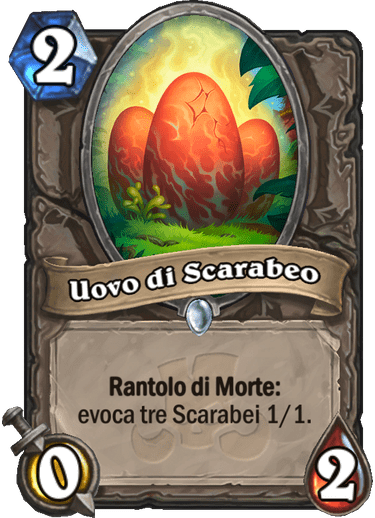 2
Uovo di Scarabeo
Rantolo di Morte:
evoca tre Scarabei 1/1.
0
2